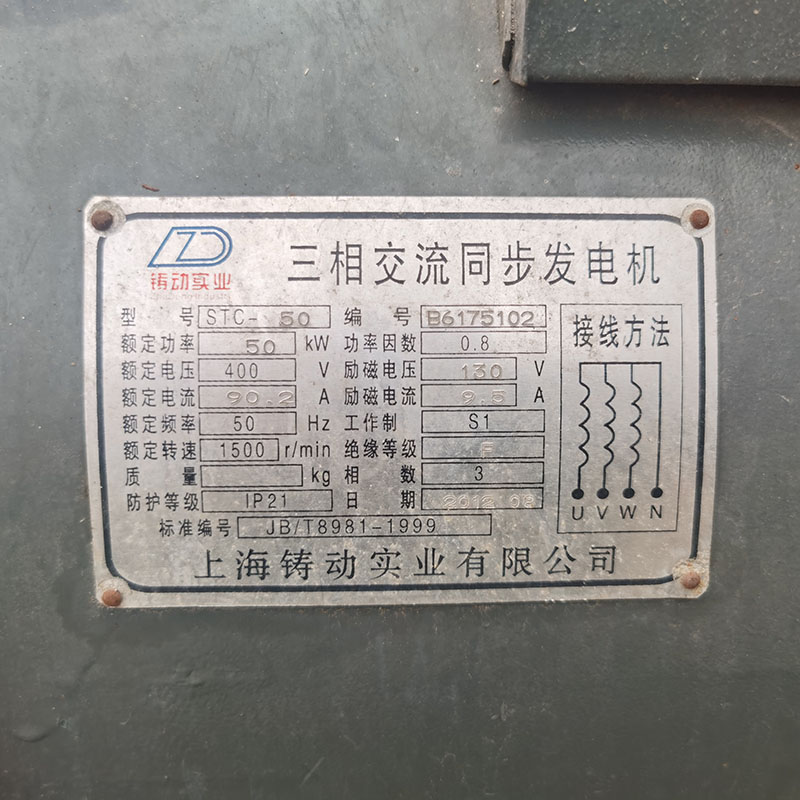 铸动实业
三相交流同步发电机
型 号 STC- 50 编 号 B6175102
额定功率 50 kW 功率因数 0.8
额定电压 400 V 励磁电压 130 V
额定电流 90.2 A 励磁电流 9.5 A
额定频率 50 Hz 工作制 S1
额定转速 1500 r/min 绝缘等级
质 量 kg 相 数 3
防护等级 IP21 日 期
标准编号 JB/T8981-1999
接线方法
U V W N
上海铸动实业有限公司